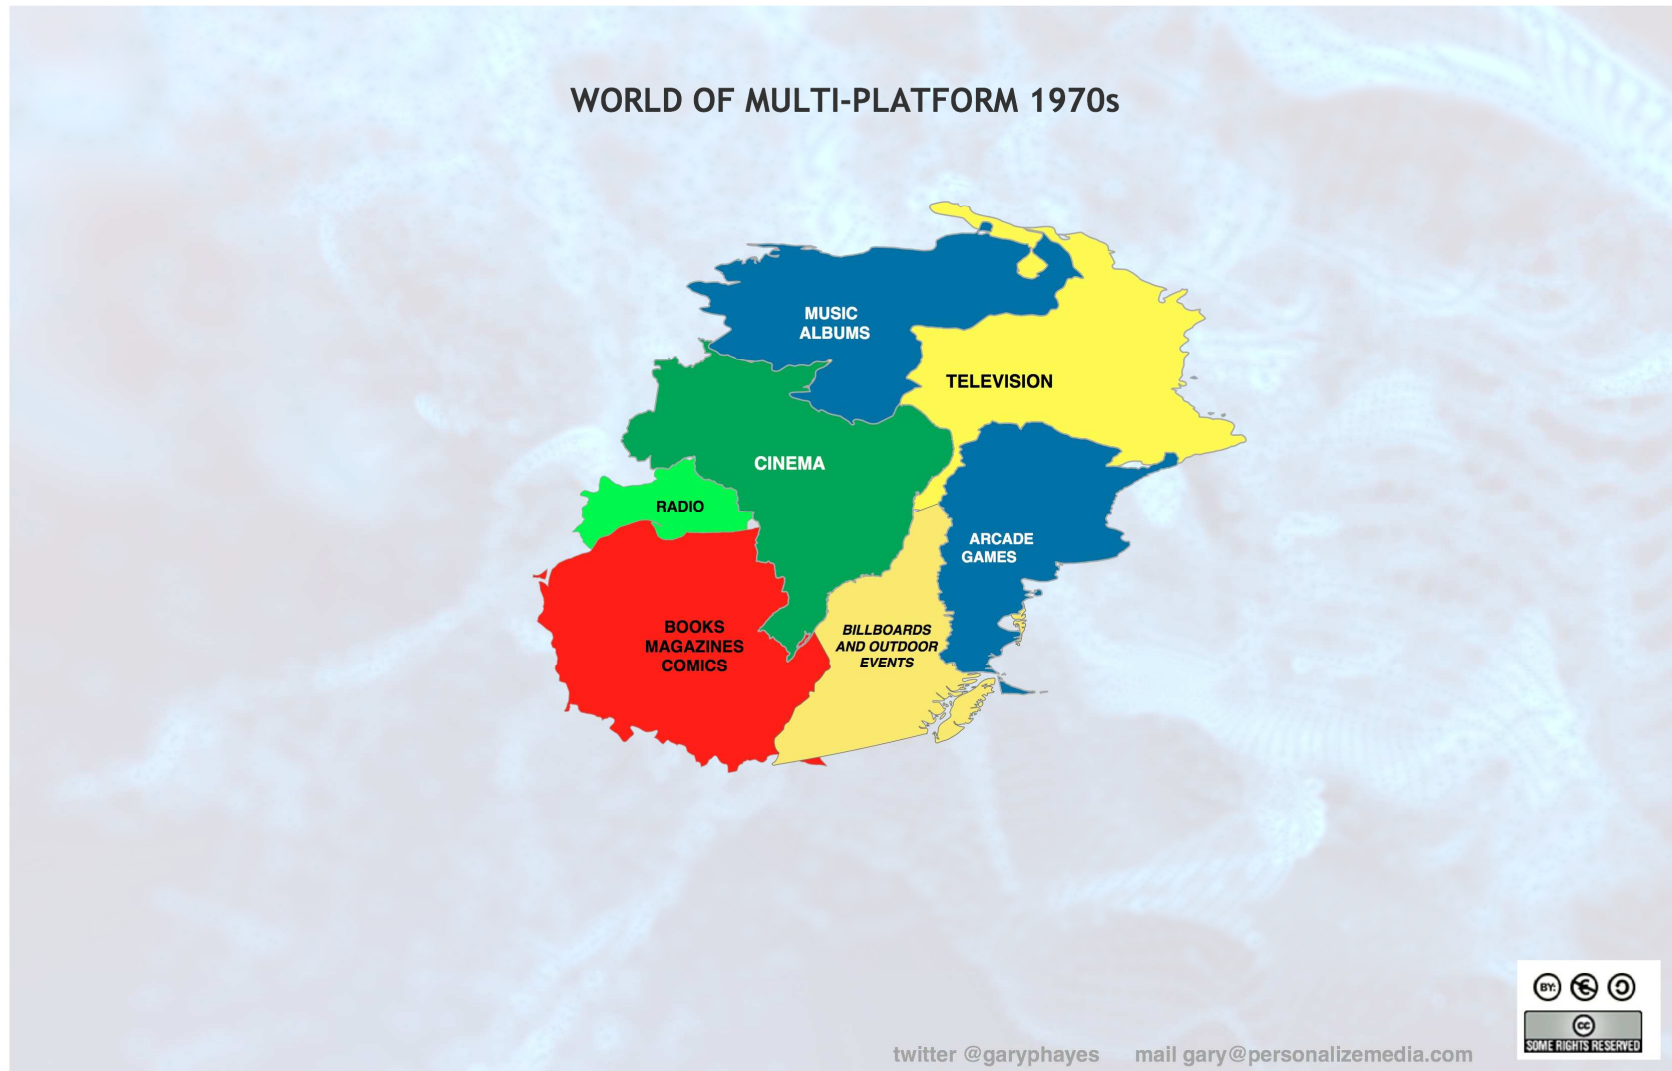 WORLD OF MULTI-PLATFORM 1970s
MUSIC
ALBUMS
TELEVISION
CINEMA
RADIO
ARCADE
GAMES
BOOKS
MAGAZINES
COMICS
BILLBOARDS
AND OUTDOOR
EVENTS
BY:
cc
SOME RIGHTS RESERVED
twitter @garyphayes mail gary@personalizemedia.com